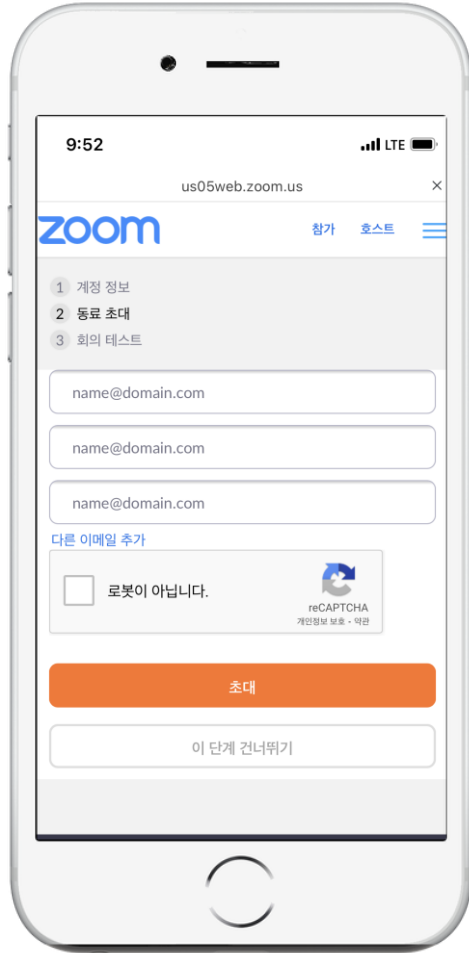 9:52
LTE
us05web.zoom.us
zoom
참가 호스트
1 계정 정보
2 동료 초대
3 회의 테스트
name@domain.com
name@domain.com
name@domain.com
다른 이메일 추가
로봇이 아닙니다.
reCAPTCHA
개인정보 보호 - 약관
초대
이 단계 건너뛰기